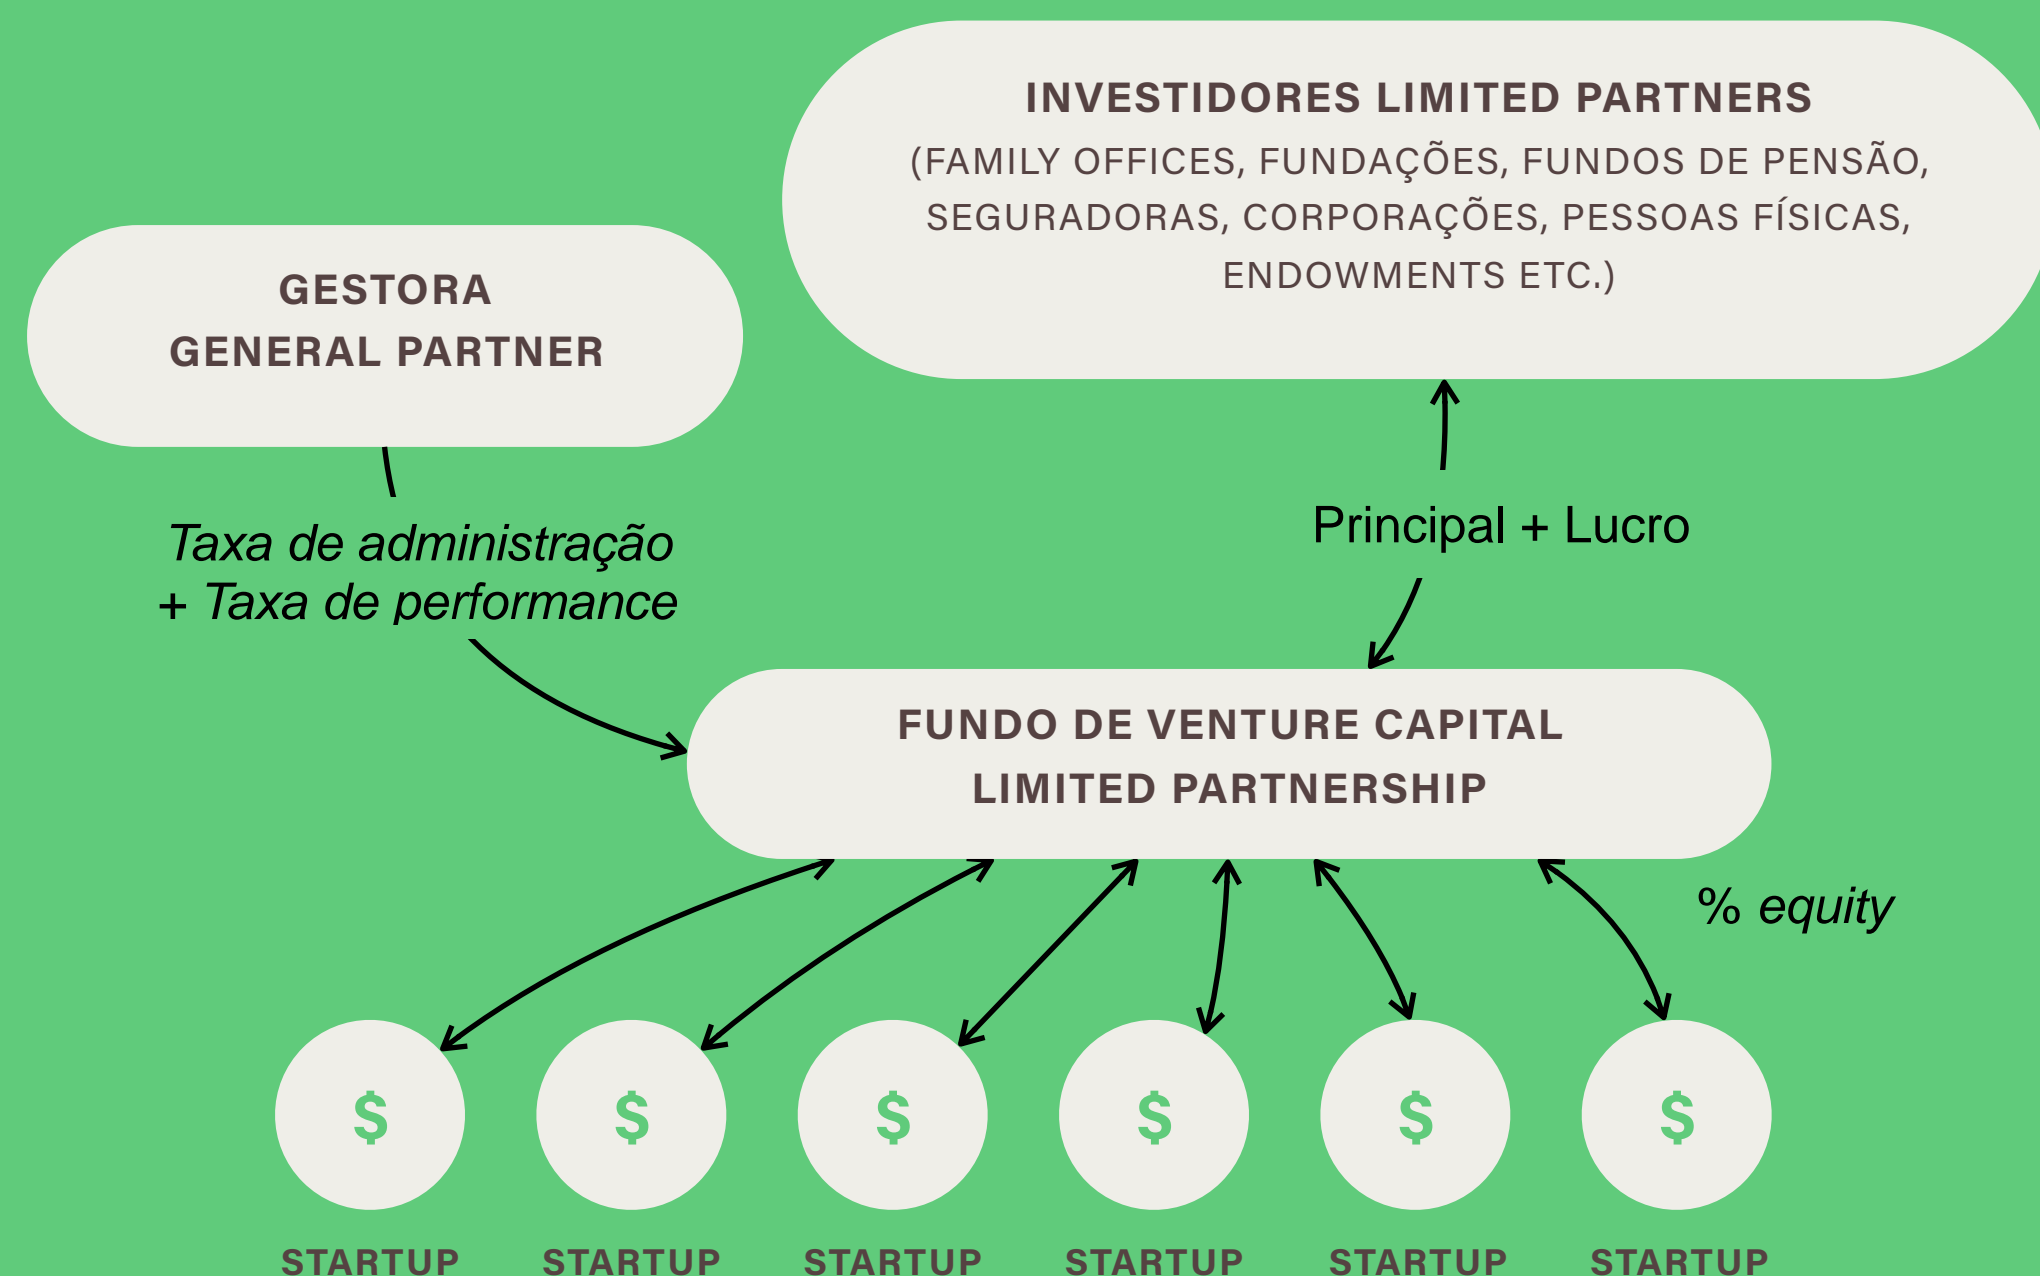 INVESTIDORES LIMITED PARTNERS
(FAMILY OFFICES, FUNDAÇÕES, FUNDOS DE PENSÃO,
SEGURADORAS, CORPORAÇÕES, PESSOAS FÍSICAS,
ENDOWMENTS ETC.)
GESTORA
GENERAL PARTNER
Taxa de administração
+ Taxa de performance
Principal + Lucro
FUNDO DE VENTURE CAPITAL
LIMITED PARTNERSHIP
% equity
$ $ $ $ $ $
STARTUP STARTUP STARTUP STARTUP STARTUP STARTUP